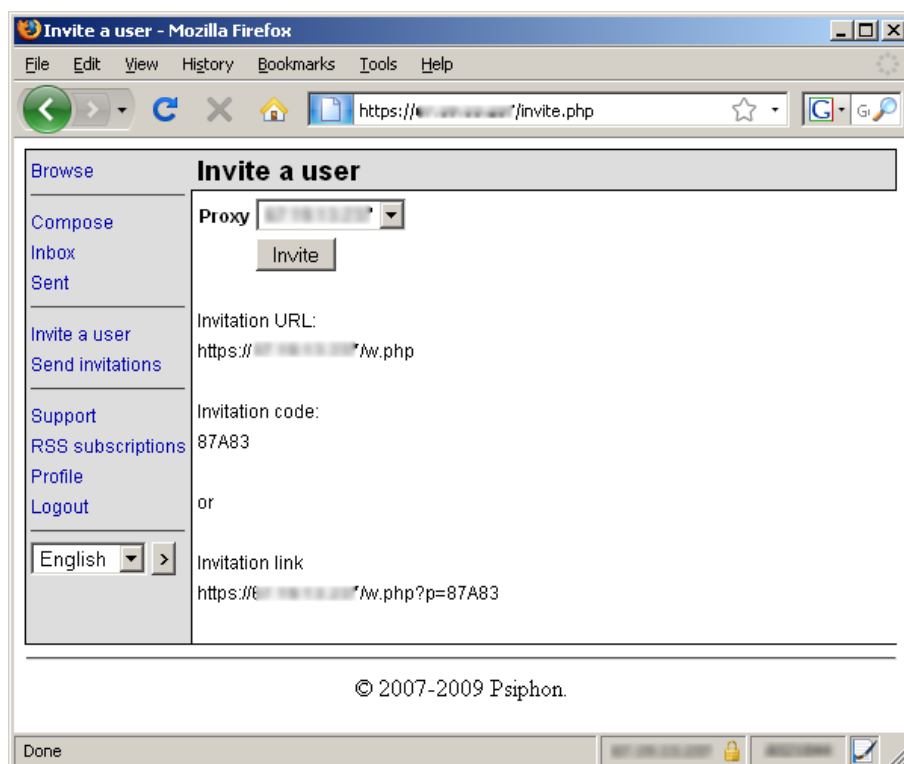 Invite a user - Mozilla Firefox
File Edit View History Bookmarks Tools Help
https:// /invite.php
Browse
Invite a user
Compose
Inbox
Sent
Invite a user
Send invitations
Support
RSS subscriptions
Profile
Logout
English
Proxy
Invite
Invitation URL:
https:// /w.php
Invitation code:
87A83
or
Invitation link
https:// /w.php?p=87A83
© 2007-2009 Psiphon.
Done